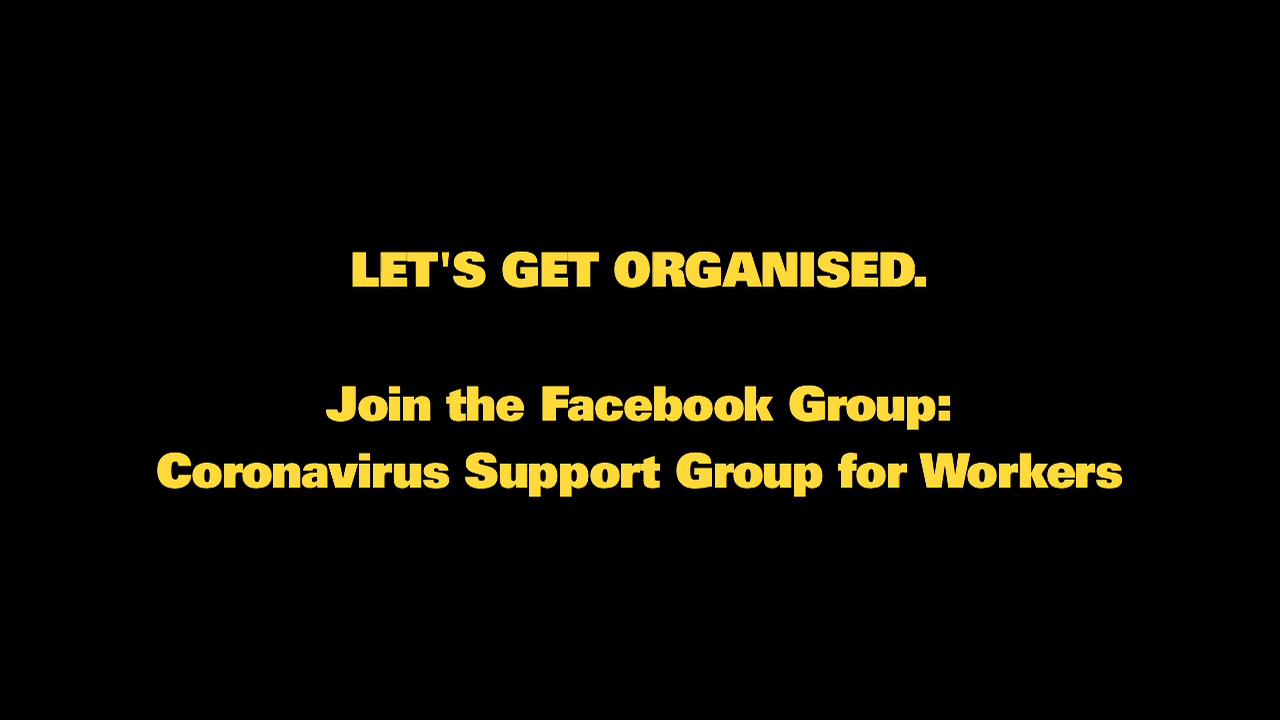 LET'S GET ORGANISED.
Join the Facebook Group:
Coronavirus Support Group for Workers